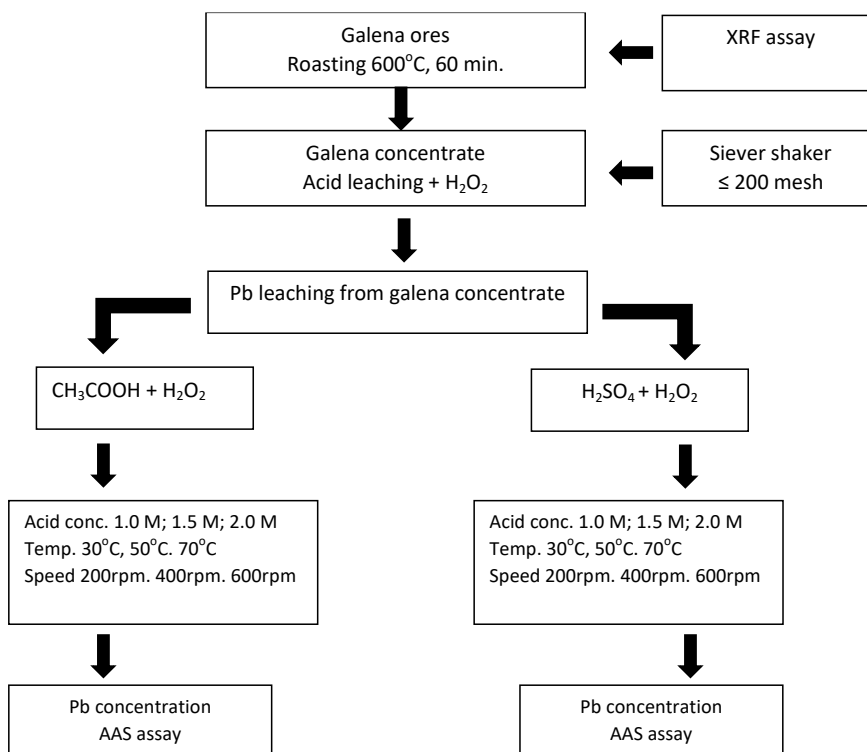 Galena ores
Roasting 600°C, 60 min.
XRF assay
Galena concentrate
Acid leaching + H₂O₂
Siever shaker
≤ 200 mesh
Pb leaching from galena concentrate
CH₃COOH + H₂O₂
H₂SO₄ + H₂O₂
Acid conc. 1.0 M; 1.5 M; 2.0 M
Temp. 30°C, 50°C. 70°C
Speed 200rpm. 400rpm. 600rpm
Acid conc. 1.0 M; 1.5 M; 2.0 M
Temp. 30°C, 50°C. 70°C
Speed 200rpm. 400rpm. 600rpm
Pb concentration
AAS assay
Pb concentration
AAS assay